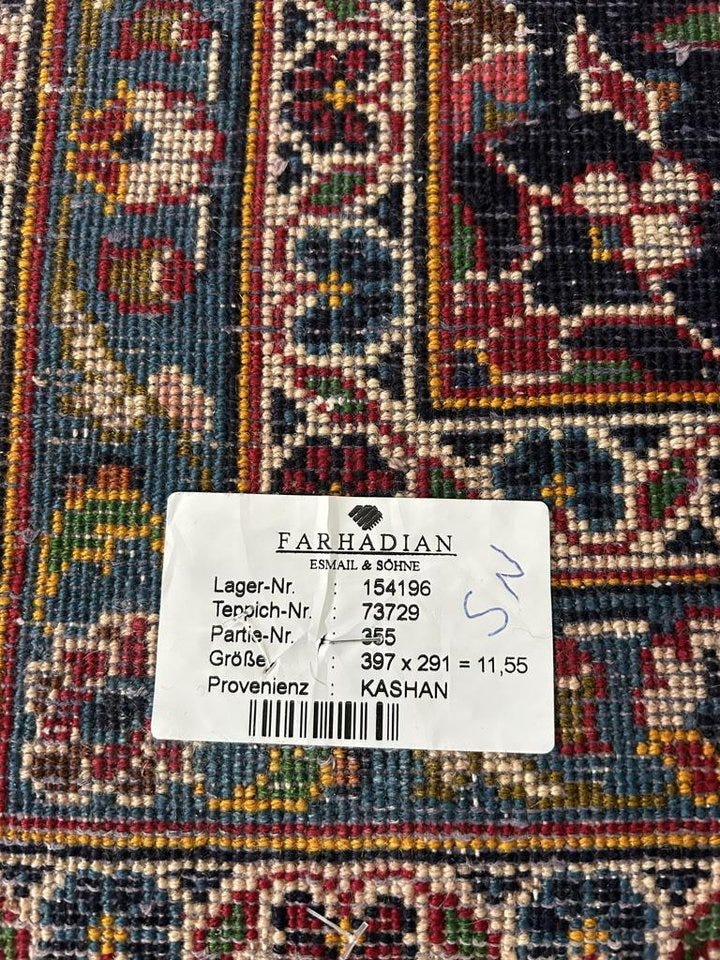 FARHADIAN
ESMAIL & SÖHNE
Lager-Nr. : 154196
Teppich-Nr. : 73729
Partie-Nr. : 355
Größe : 397 x 291 = 11,55
Provenienz : KASHAN
SN